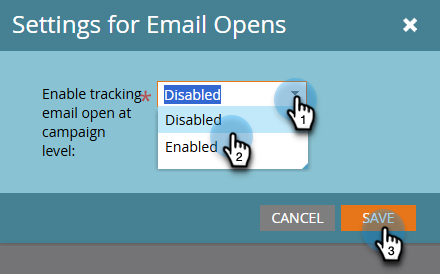 Settings for Email Opens
Enable tracking
email open at
campaign
level:
*
Disabled
1
Disabled
2
Enabled
CANCEL
SAVE
3